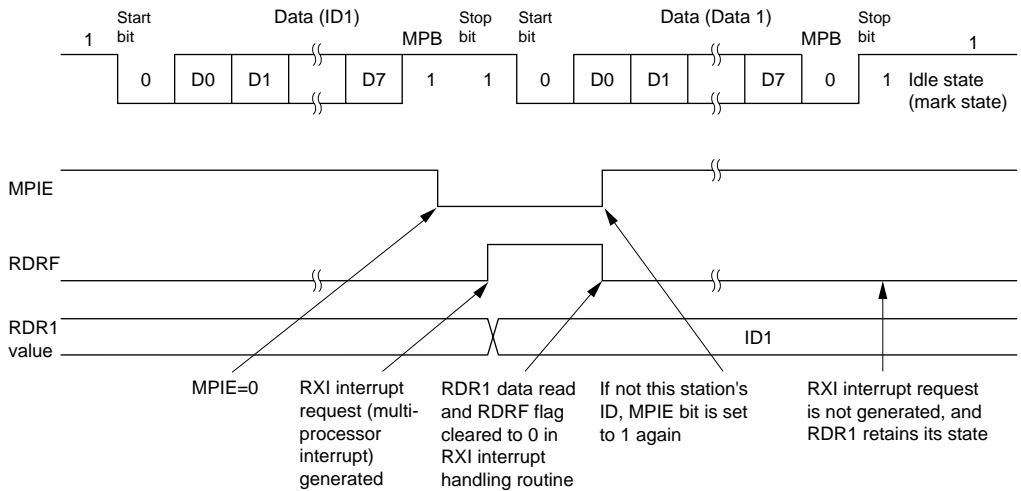 Start
bit
Data (ID1)
MPB
Stop
bit
Start
bit
Data (Data 1)
MPB
Stop
bit
1
1
0
D0
D1
D7
1
1
0
D0
D1
D7
0
1
Idle state
(mark state)
MPIE
RDRF
RDR1
value
ID1
MPIE=0
RXI interrupt
request (multi-
processor
interrupt)
generated
RDR1 data read
and RDRF flag
cleared to 0 in
RXI interrupt
handling routine
If not this station's
ID, MPIE bit is set
to 1 again
RXI interrupt request
is not generated, and
RDR1 retains its state